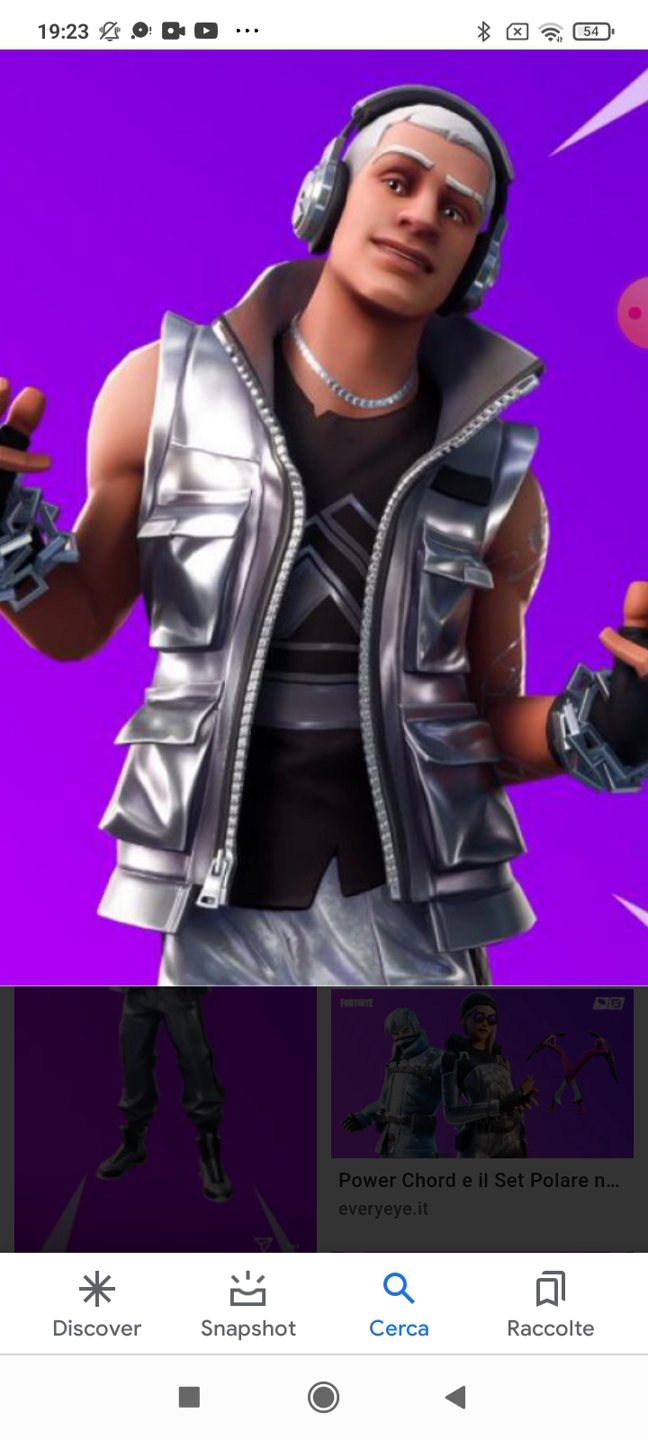 19:23
54
FORTNITE
Power Chord e il Set Polare n...
everyeye.it
Discover
Snapshot
Cerca
Raccolte